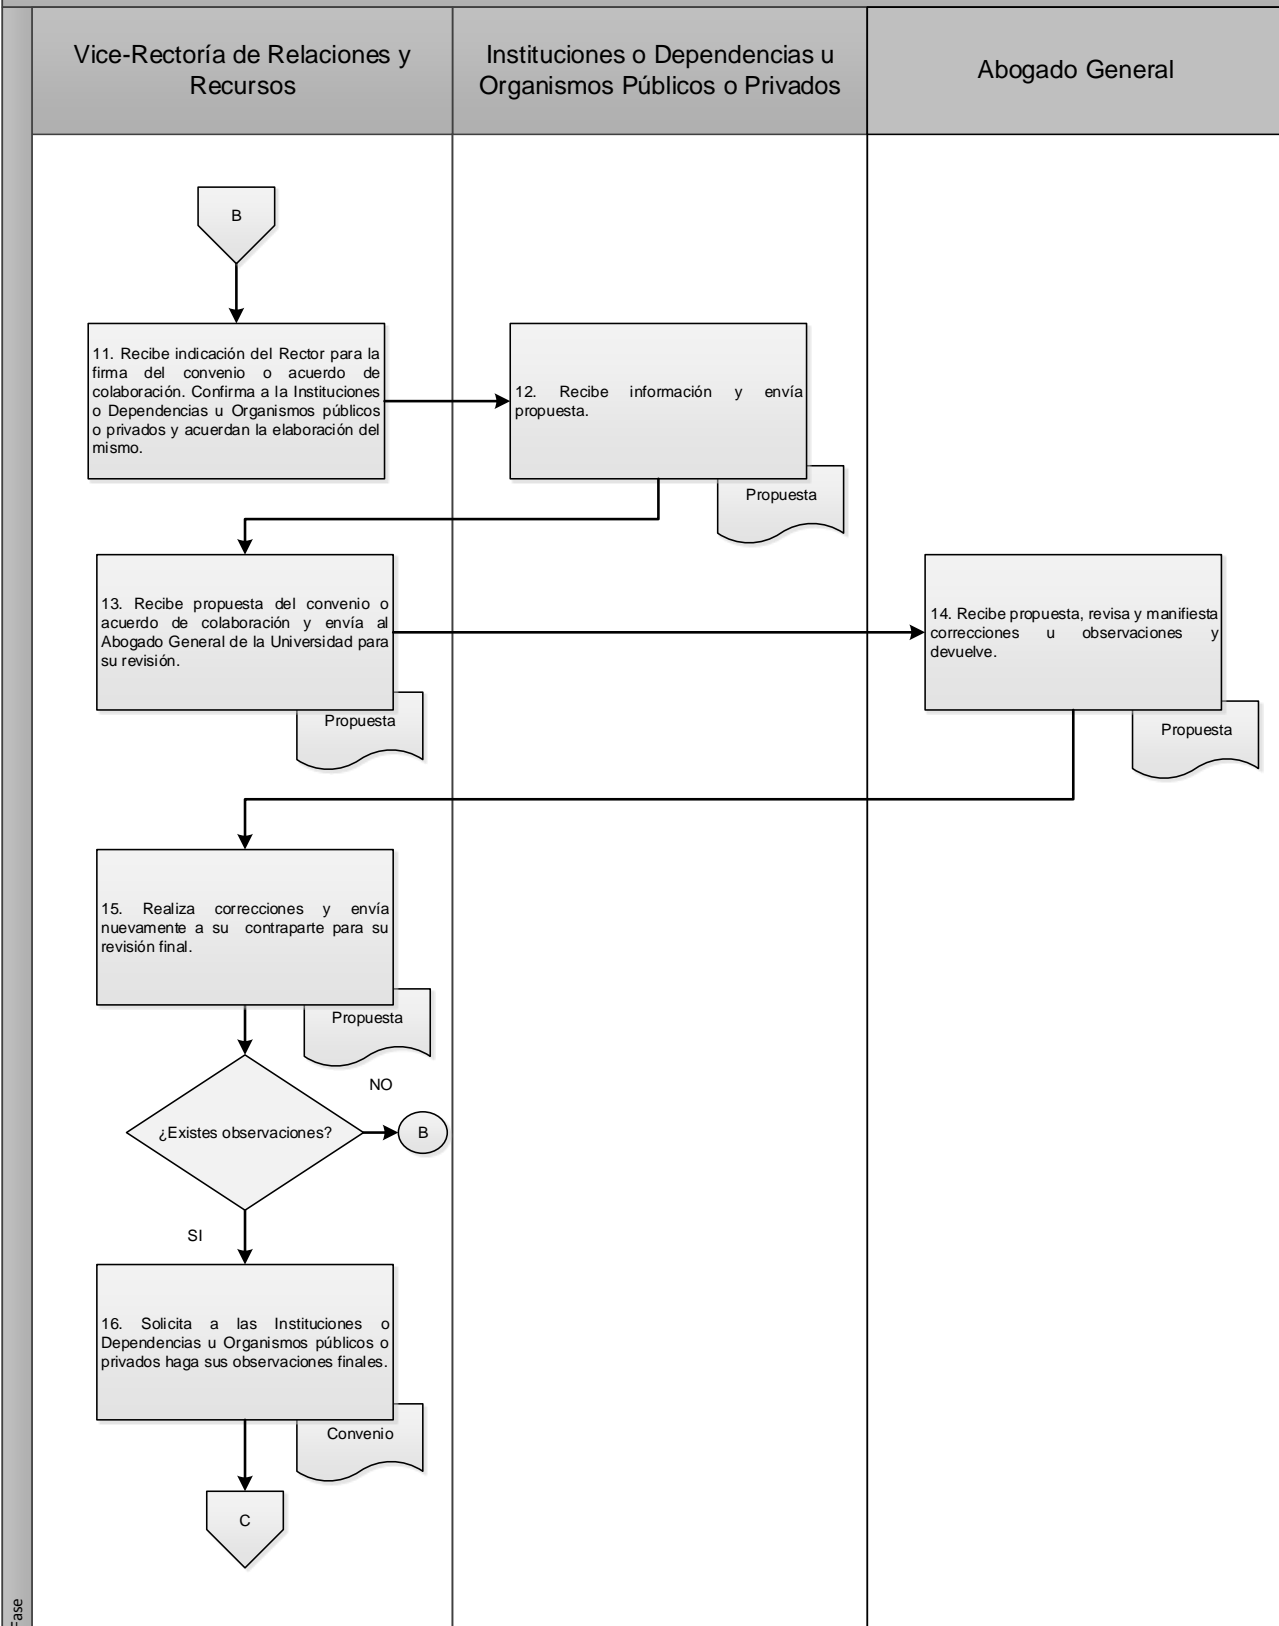 Vice-Rectoría de Relaciones y
Recursos
Instituciones o Dependencias u
Organismos Públicos o Privados
Abogado General
B
11. Recibe indicación del Rector para la
firma del convenio o acuerdo de
colaboración. Confirma a la Instituciones
o Dependencias u Organismos públicos
o privados y acuerdan la elaboración del
mismo.
12. Recibe información y envía
propuesta.
Propuesta
13. Recibe propuesta del convenio o
acuerdo de colaboración y envía al
Abogado General de la Universidad para
su revisión.
Propuesta
14. Recibe propuesta, revisa y manifiesta
correcciones u observaciones y
devuelve.
Propuesta
15. Realiza correcciones y envía
nuevamente a su contraparte para su
revisión final.
Propuesta
NO
¿Existes observaciones?
B
SI
16. Solicita a las Instituciones o
Dependencias u Organismos públicos o
privados haga sus observaciones finales.
Convenio
C
Fase